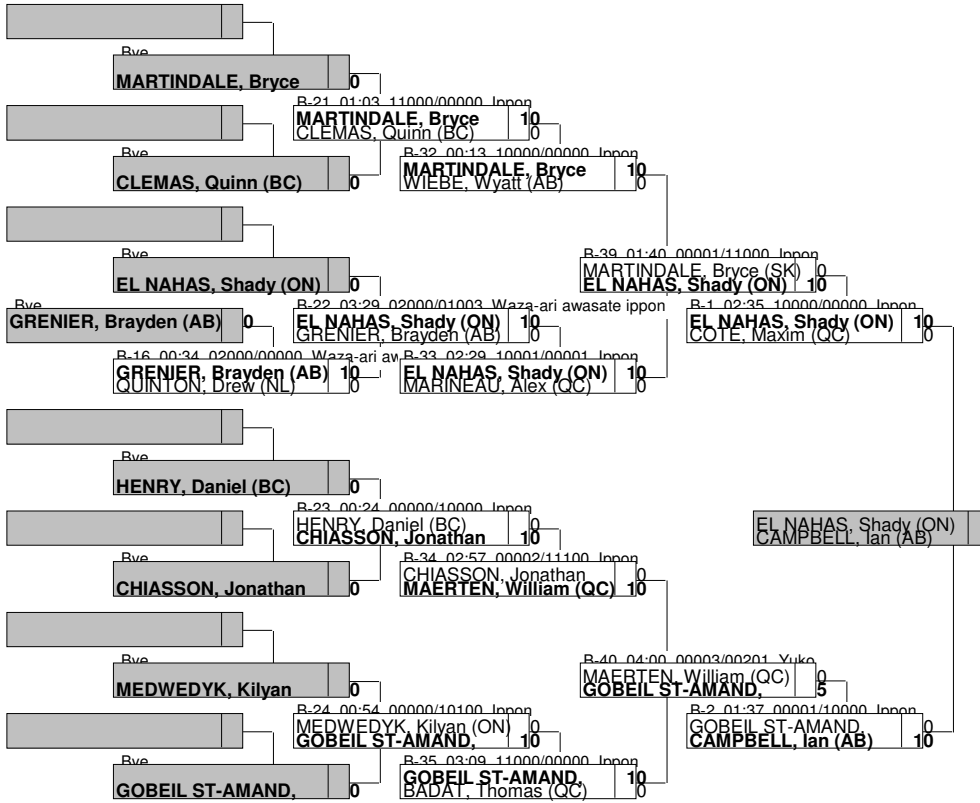 Bye
MARTINDALE, Bryce 0
B-21 01:03 11000/00000 Ippon
MARTINDALE, Bryce 10
CLEMAS, Quinn (BC) 0
Bye
CLEMAS, Quinn (BC) 0
B-32 00:13 10000/00000 Ippon
MARTINDALE, Bryce 10
WIEBE, Wyatt (AB) 0
Bye
EL NAHAS, Shady (ON) 0
B-39 01:40 00001/11000 Ippon
MARTINDALE, Bryce (SK) 0
EL NAHAS, Shady (ON) 10
Bye
GRENIER, Brayden (AB) 0
B-22 03:29 02000/01003 Waza-ari awasate ippon
EL NAHAS, Shady (ON) 10
GRENIER, Brayden (AB) 0
B-1 02:35 10000/00000 Ippon
EL NAHAS, Shady (ON) 10
COTE, Maxim (QC) 0
B-16 00:34 02000/00000 Waza-ari aw
GRENIER, Brayden (AB) 10
QUINTON, Drew (NL) 0
B-33 02:29 10001/00001 Ippon
EL NAHAS, Shady (ON) 10
MARINEAU, Alex (QC) 0
Bye
HENRY, Daniel (BC) 0
B-23 00:24 00000/10000 Ippon
HENRY, Daniel (BC) 0
CHIASSON, Jonathan 10
EL NAHAS, Shady (ON)
CAMPBELL, Ian (AB)
Bye
CHIASSON, Jonathan 0
B-34 02:57 00002/11100 Ippon
CHIASSON, Jonathan 0
MAERTEN, William (QC) 10
Bye
MEDWEDYK, Kilyan 0
B-40 04:00 00003/00201 Yuko
MAERTEN, William (QC) 0
GOBEIL ST-AMAND, 5
B-24 00:54 00000/10100 Ippon
MEDWEDYK, Kilyan (ON) 0
GOBEIL ST-AMAND, 10
B-2 01:37 00001/10000 Ippon
GOBEIL ST-AMAND, 0
CAMPBELL, Ian (AB) 10
Bye
GOBEIL ST-AMAND, 0
B-35 03:09 11000/00000 Ippon
GOBEIL ST-AMAND, 10
BADAT, Thomas (QC) 0